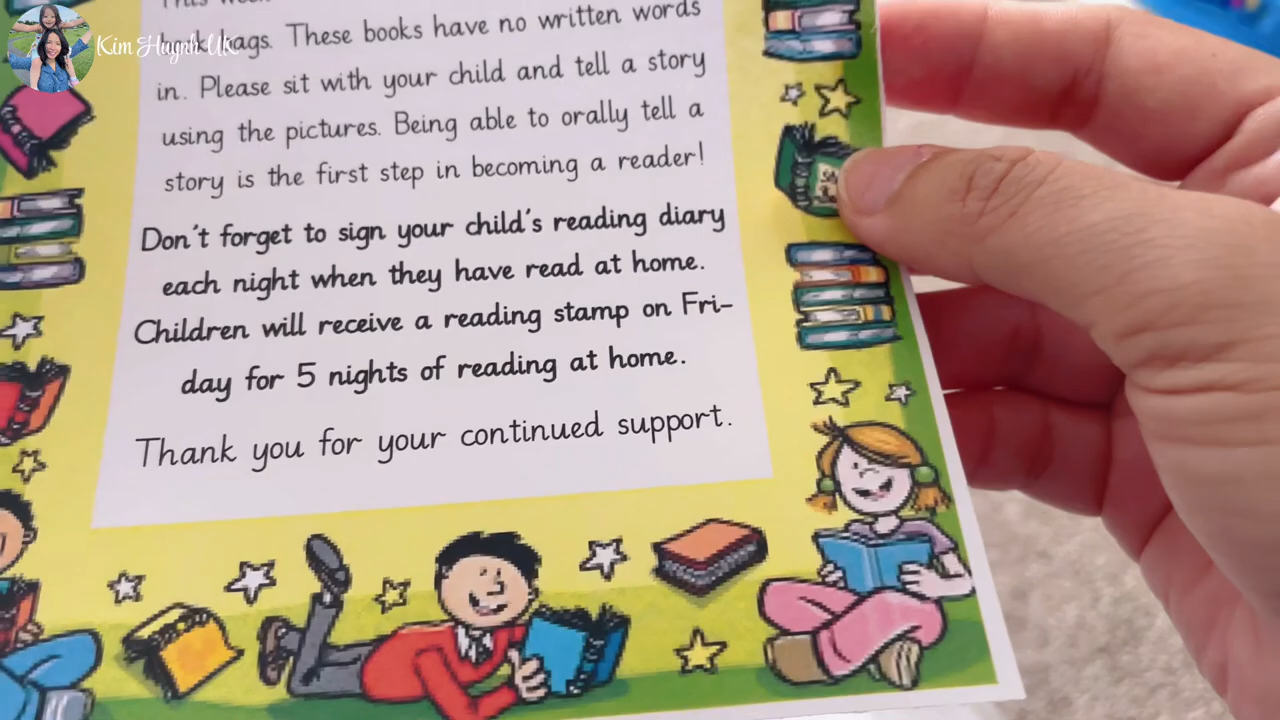 Kim Huynh UK
This week
bags. These books have no written words
in. Please sit with your child and tell a story
using the pictures. Being able to orally tell a
story is the first step in becoming a reader!
Don't forget to sign your child's reading diary
each night when they have read at home.
Children will receive a reading stamp on Fri-
day for 5 nights of reading at home.
Thank you for your continued support.